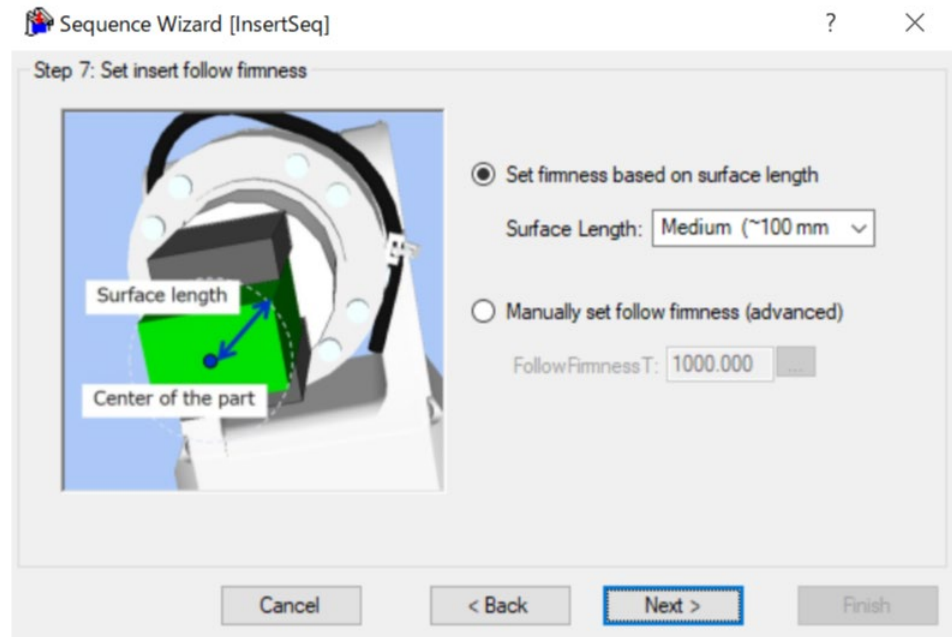 Sequence Wizard [InsertSeq]
Step 7: Set insert follow firmness
Set firmness based on surface length
Surface Length: Medium (~100 mm
Surface length
Center of the part
Manually set follow firmness (advanced)
FollowFirmnessT: 1000.000 ...
Cancel < Back Next > Finish